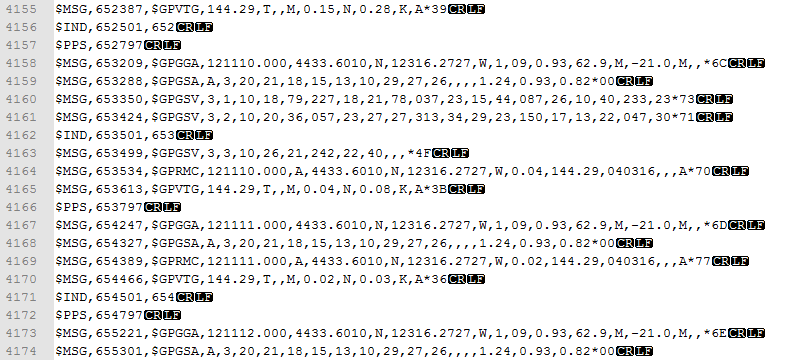 4155 $MSG,652387,$GPVTG,144.29,T,,M,0.15,N,0.28,K,A*39CRLF
4156 $IND,652501,652CRLF
4157 $PPS,652797CRLF
4158 $MSG,653209,$GPGGA,121110.000,4433.6010,N,12316.2727,W,1,09,0.93,62.9,M,-21.0,M,,*6CCRLF
4159 $MSG,653288,$GPGSA,A,3,20,21,18,15,13,10,29,27,26,,,,1.24,0.93,0.82*00CRLF
4160 $MSG,653350,$GPGSV,3,1,10,18,79,227,18,21,78,037,23,15,44,087,26,10,40,233,23*73CRLF
4161 $MSG,653424,$GPGSV,3,2,10,20,36,057,23,27,27,313,34,29,23,150,17,13,22,047,30*71CRLF
4162 $IND,653501,653CRLF
4163 $MSG,653499,$GPGSV,3,3,10,26,21,242,22,40,,,*4FCRLF
4164 $MSG,653534,$GPRMC,121110.000,A,4433.6010,N,12316.2727,W,0.04,144.29,040316,,,A*70CRLF
4165 $MSG,653613,$GPVTG,144.29,T,,M,0.04,N,0.08,K,A*3BCRLF
4166 $PPS,653797CRLF
4167 $MSG,654247,$GPGGA,121111.000,4433.6010,N,12316.2727,W,1,09,0.93,62.9,M,-21.0,M,,*6DCRLF
4168 $MSG,654327,$GPGSA,A,3,20,21,18,15,13,10,29,27,26,,,,1.24,0.93,0.82*00CRLF
4169 $MSG,654389,$GPRMC,121111.000,A,4433.6010,N,12316.2727,W,0.02,144.29,040316,,,A*77CRLF
4170 $MSG,654466,$GPVTG,144.29,T,,M,0.02,N,0.03,K,A*36CRLF
4171 $IND,654501,654CRLF
4172 $PPS,654797CRLF
4173 $MSG,655221,$GPGGA,121112.000,4433.6010,N,12316.2727,W,1,09,0.93,62.9,M,-21.0,M,,*6ECRLF
4174 $MSG,655301,$GPGSA,A,3,20,21,18,15,13,10,29,27,26,,,,1.24,0.93,0.82*00CRLF